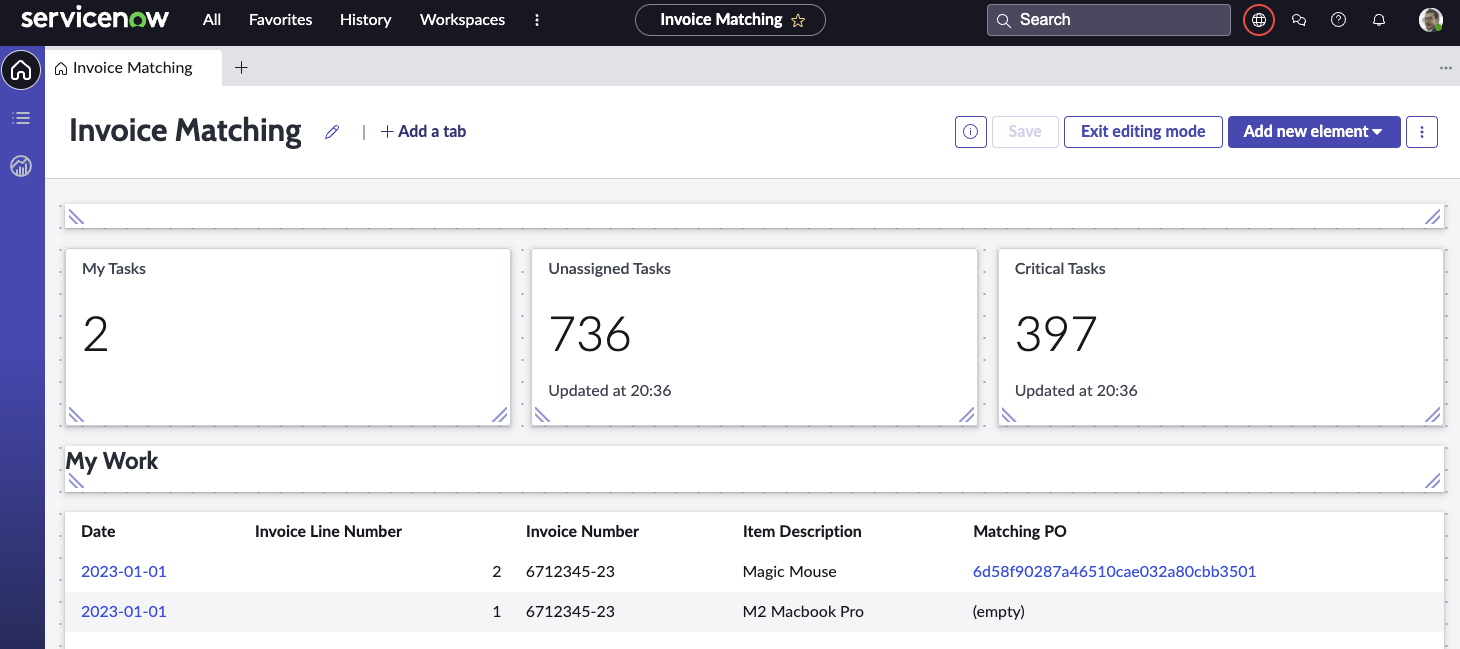 servicenow All Favorites History Workspaces Invoice Matching Search
Invoice Matching
Invoice Matching | + Add a tab Save Exit editing mode Add new element
My Tasks Unassigned Tasks Critical Tasks
2 736 397
Updated at 20:36 Updated at 20:36
My Work
Date Invoice Line Number Invoice Number Item Description Matching PO
2023-01-01 2 6712345-23 Magic Mouse 6d58f90287a46510cae032a80cbb3501
2023-01-01 1 6712345-23 M2 Macbook Pro (empty)